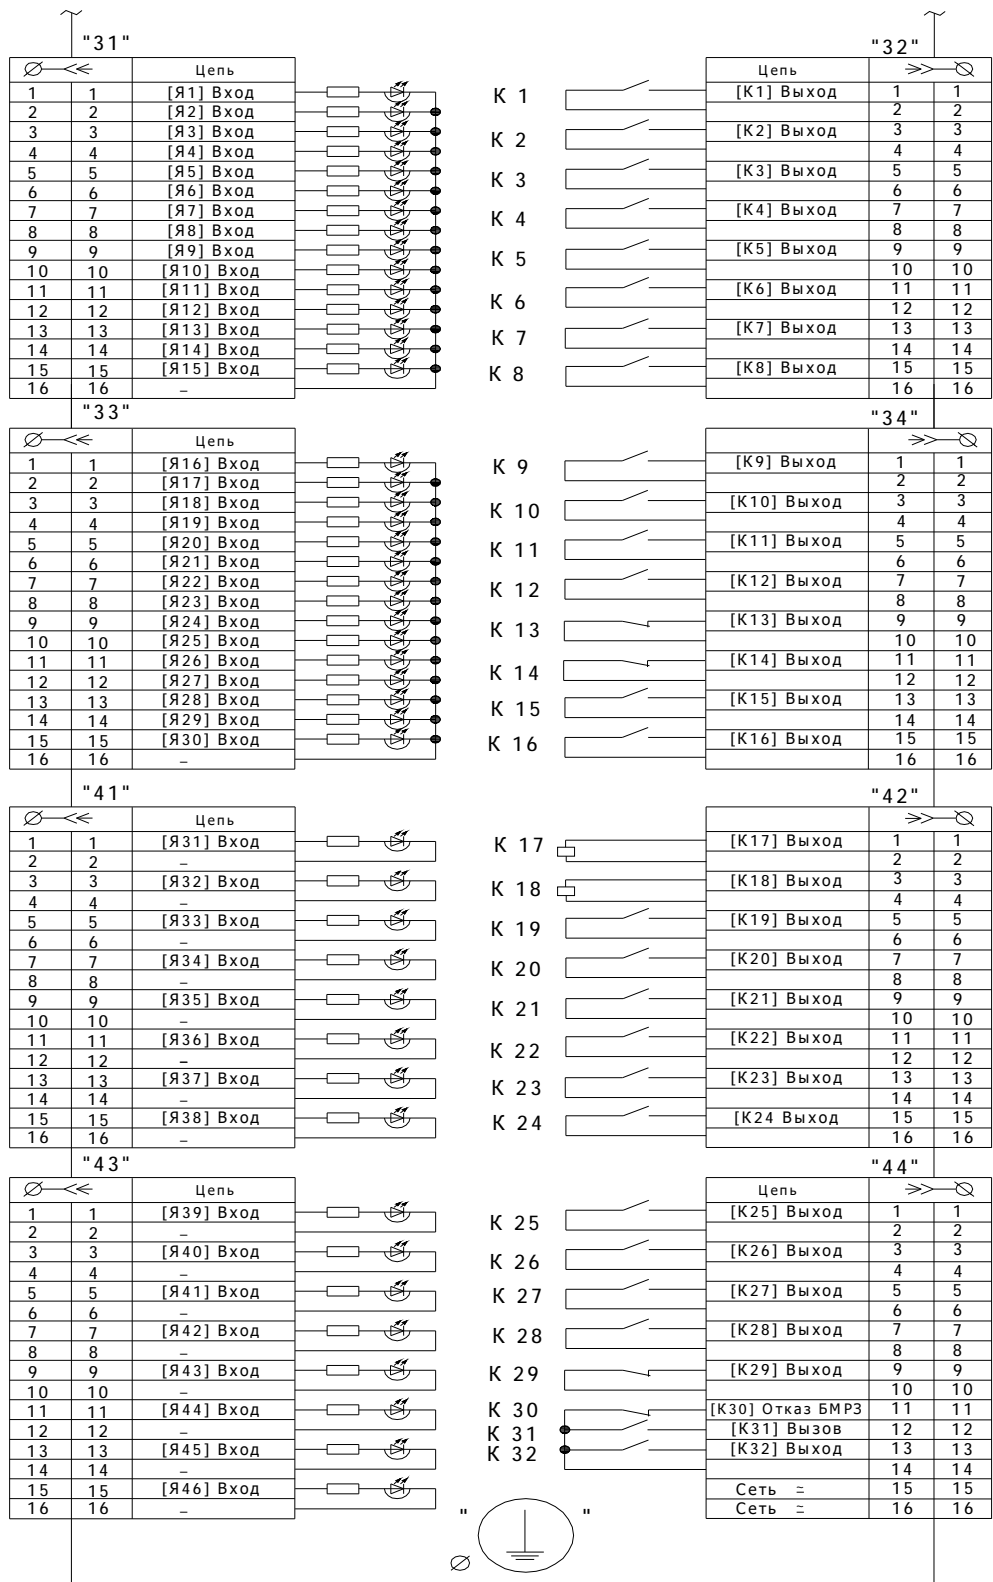 "31"
Цепь
1 1 [Я1] Вход
2 2 [Я2] Вход
3 3 [Я3] Вход
4 4 [Я4] Вход
5 5 [Я5] Вход
6 6 [Я6] Вход
7 7 [Я7] Вход
8 8 [Я8] Вход
9 9 [Я9] Вход
10 10 [Я10] Вход
11 11 [Я11] Вход
12 12 [Я12] Вход
13 13 [Я13] Вход
14 14 [Я14] Вход
15 15 [Я15] Вход
16 16 –
"32"
Цепь
К 1 [К1] Выход 1 1
2 2
К 2 [К2] Выход 3 3
4 4
К 3 [К3] Выход 5 5
6 6
К 4 [К4] Выход 7 7
8 8
К 5 [К5] Выход 9 9
10 10
К 6 [К6] Выход 11 11
12 12
К 7 [К7] Выход 13 13
14 14
К 8 [К8] Выход 15 15
16 16
"33"
Цепь
1 1 [Я16] Вход
2 2 [Я17] Вход
3 3 [Я18] Вход
4 4 [Я19] Вход
5 5 [Я20] Вход
6 6 [Я21] Вход
7 7 [Я22] Вход
8 8 [Я23] Вход
9 9 [Я24] Вход
10 10 [Я25] Вход
11 11 [Я26] Вход
12 12 [Я27] Вход
13 13 [Я28] Вход
14 14 [Я29] Вход
15 15 [Я30] Вход
16 16 –
"34"
К 9 [К9] Выход 1 1
2 2
К 10 [К10] Выход 3 3
4 4
К 11 [К11] Выход 5 5
6 6
К 12 [К12] Выход 7 7
8 8
К 13 [К13] Выход 9 9
10 10
К 14 [К14] Выход 11 11
12 12
К 15 [К15] Выход 13 13
14 14
К 16 [К16] Выход 15 15
16 16
"41"
Цепь
1 1 [Я31] Вход
2 2 –
3 3 [Я32] Вход
4 4 –
5 5 [Я33] Вход
6 6 –
7 7 [Я34] Вход
8 8 –
9 9 [Я35] Вход
10 10 –
11 11 [Я36] Вход
12 12 –
13 13 [Я37] Вход
14 14 –
15 15 [Я38] Вход
16 16 –
"42"
К 17 [К17] Выход 1 1
2 2
К 18 [К18] Выход 3 3
4 4
К 19 [К19] Выход 5 5
6 6
К 20 [К20] Выход 7 7
8 8
К 21 [К21] Выход 9 9
10 10
К 22 [К22] Выход 11 11
12 12
К 23 [К23] Выход 13 13
14 14
К 24 [К24 Выход 15 15
16 16
"43"
Цепь
1 1 [Я39] Вход
2 2 –
3 3 [Я40] Вход
4 4 –
5 5 [Я41] Вход
6 6 –
7 7 [Я42] Вход
8 8 –
9 9 [Я43] Вход
10 10 –
11 11 [Я44] Вход
12 12 –
13 13 [Я45] Вход
14 14 –
15 15 [Я46] Вход
16 16 –
"44"
Цепь
К 25 [К25] Выход 1 1
2 2
К 26 [К26] Выход 3 3
4 4
К 27 [К27] Выход 5 5
6 6
К 28 [К28] Выход 7 7
8 8
К 29 [К29] Выход 9 9
10 10
К 30 [К30] Отказ БМРЗ 11 11
К 31 [К31] Вызов 12 12
К 32 [К32] Выход 13 13
14 14
Сеть ≃ 15 15
Сеть ≃ 16 16
" "